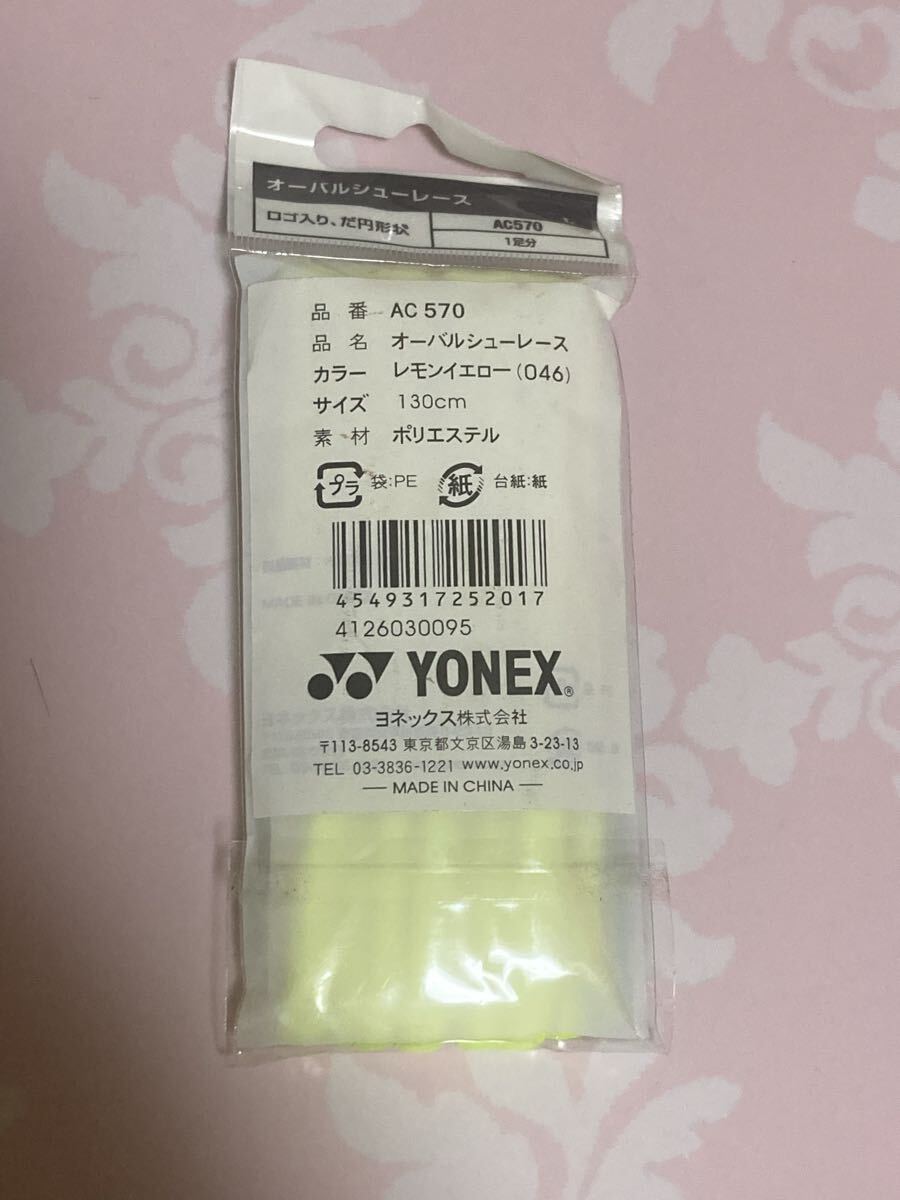 オーバルシューレース
ロゴ入り、だ円形状 AC570
1足分
品番 AC 570
品名 オーバルシューレース
カラー レモンイエロー(046)
サイズ 130cm
素材 ポリエステル
プラ 袋:PE 紙 台紙:紙
4549317252017
4126030095
YONEX®
ヨネックス株式会社
〒113-8543 東京都文京区湯島3-23-13
TEL 03-3836-1221 www.yonex.co.jp
— MADE IN CHINA —